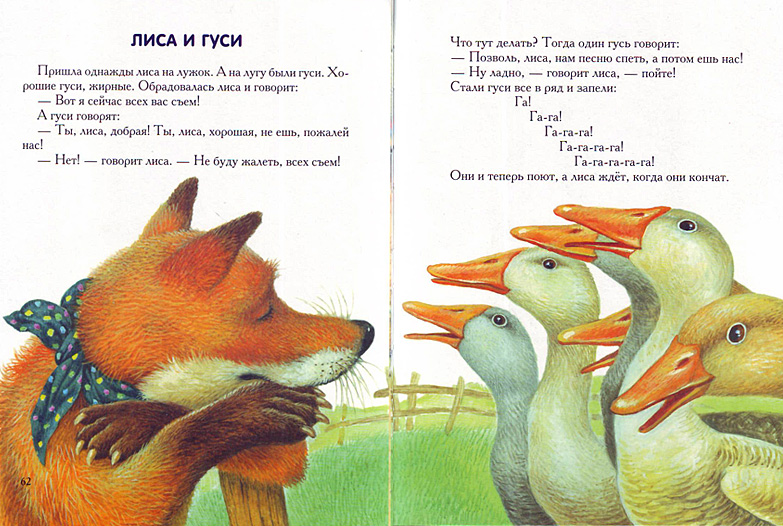 ЛИСА И ГУСИ
Пришла однажды лиса на лужок. А на лугу были гуси. Хо-
рошие гуси, жирные. Обрадовалась лиса и говорит:
— Вот я сейчас всех вас съем!
А гуси говорят:
— Ты, лиса, добрая! Ты, лиса, хорошая, не ешь, пожалей
нас!
— Нет! — говорит лиса. — Не буду жалеть, всех съем!
62
Что тут делать? Тогда один гусь говорит:
— Позволь, лиса, нам песню спеть, а потом ешь нас!
— Ну ладно, — говорит лиса, — пойте!
Стали гуси все в ряд и запели:
Га!
Га-га!
Га-га-га!
Га-га-га-га!
Га-га-га-га-га!
Они и теперь поют, а лиса ждёт, когда они кончат.